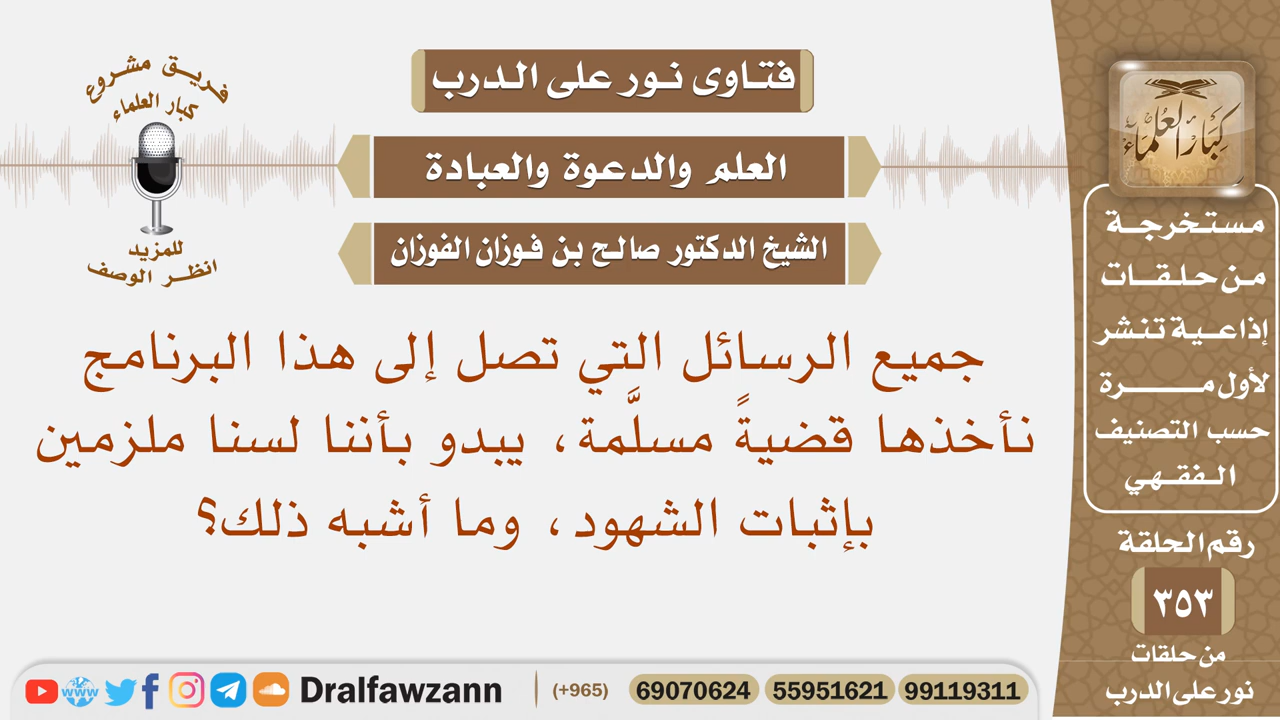 فتاوى نور على الدرب
العلم والدعوة والعبادة
الشيخ الدكتور صالح بن فوزان الفوزان
فريق مشروع
كبار العلماء
للمزيد
انظر الوصف
جميع الرسائل التي تصل إلى هذا البرنامج
نأخذها قضيةً مسلَّمة، يبدو بأننا لسنا ملزمين
بإثبات الشهود، وما أشبه ذلك؟
كبار العلماء
مستخرجة
من حلقات
إذاعية تنشر
لأول مرة
حسب التصنيف
الفقهي
رقم الحلقة
٣٥٣
من حلقات
نور على الدرب
www
Dralfawzann
(+965)
69070624
55951621
99119311